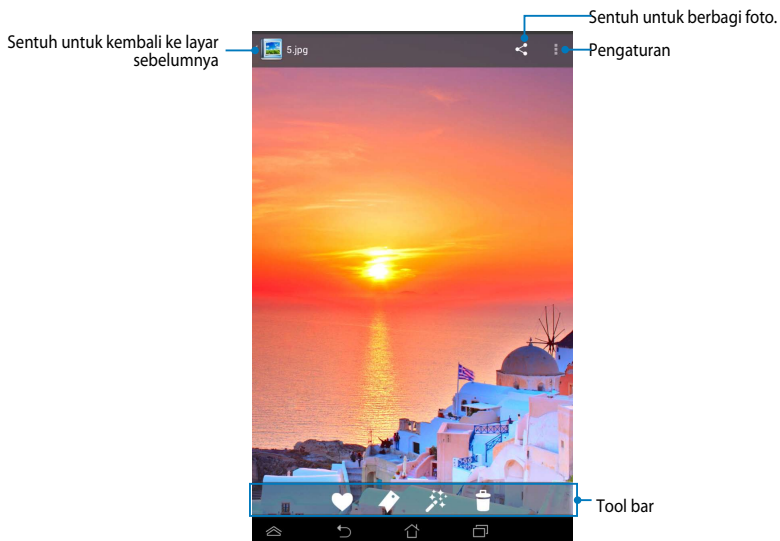 Sentuh untuk berbagi foto.
Sentuh untuk kembali ke layar
sebelumnya
5.jpg
Pengaturan
Tool bar